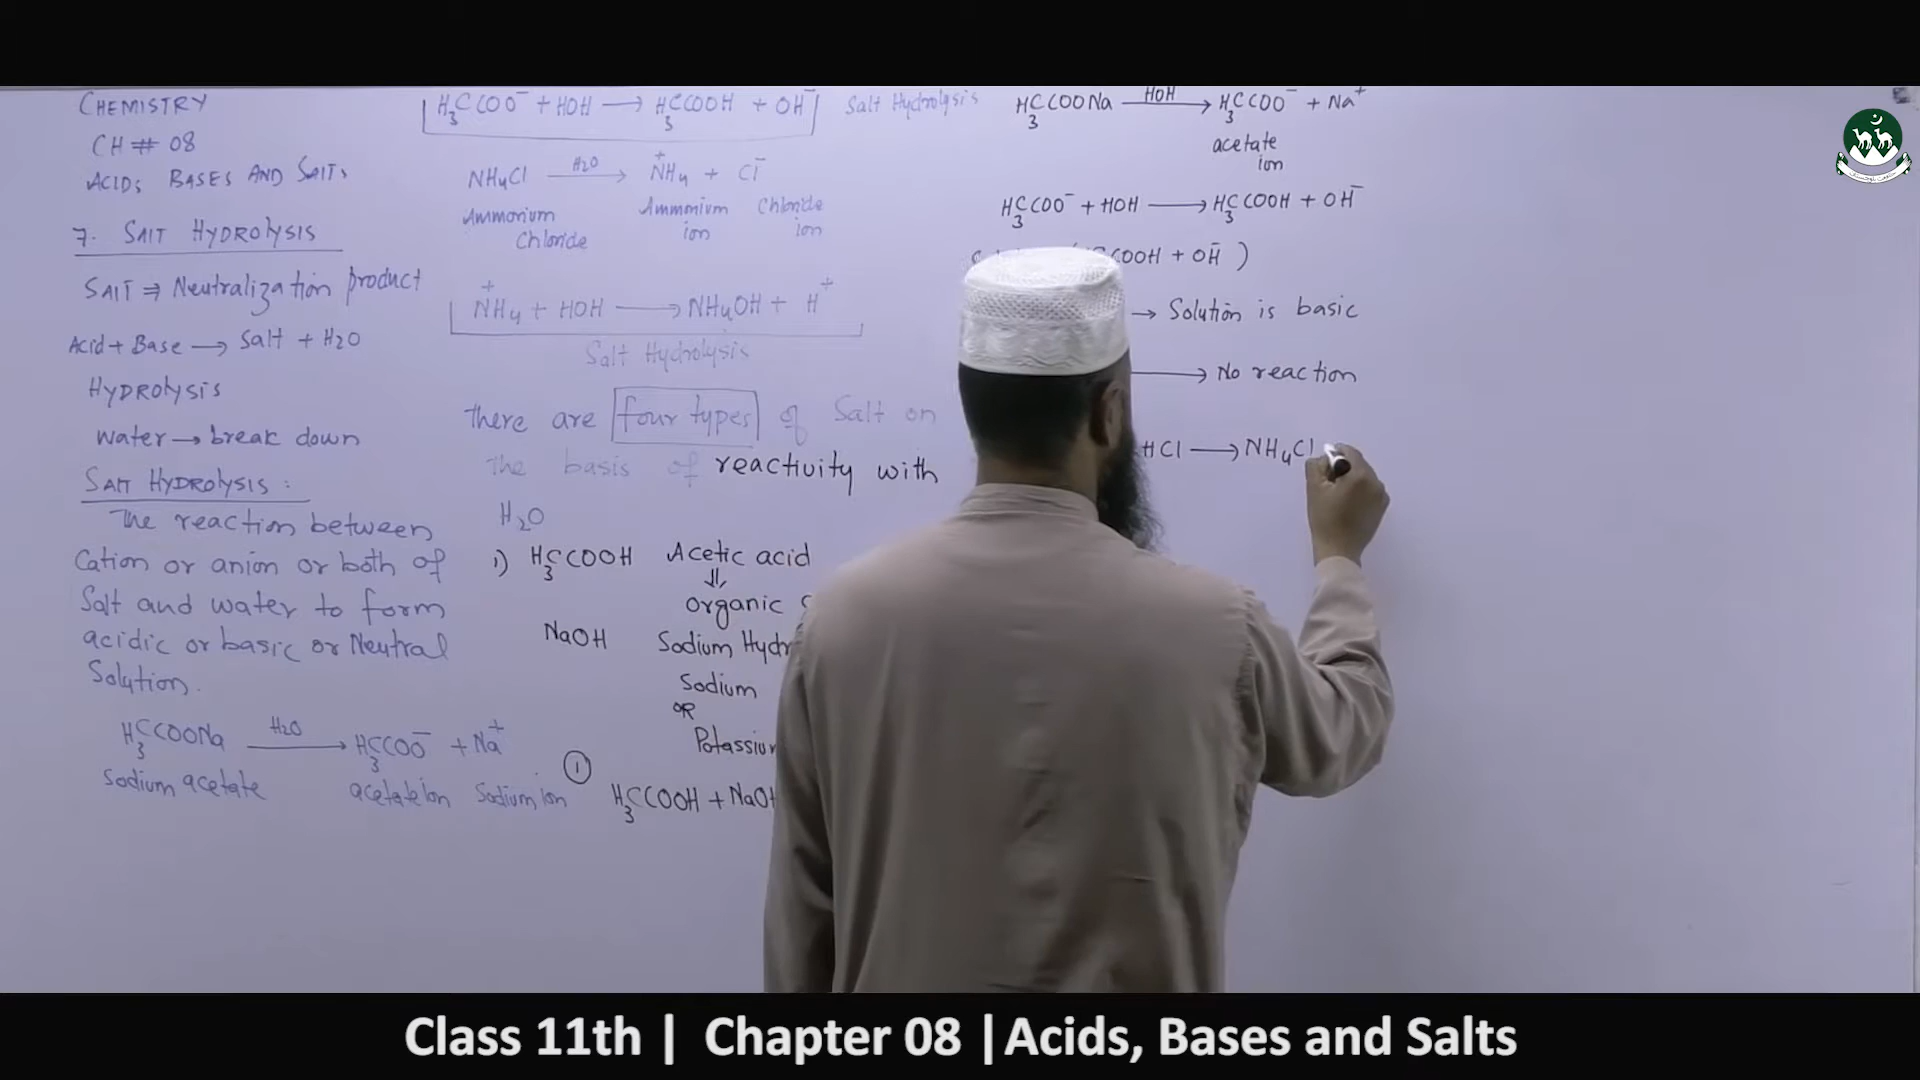 CHEMISTRY
CH # 08
ACIDS BASES AND SALTS
7. SALT HYDROLYSIS
SALT ⇒ Neutralization product
Acid + Base → Salt + H2O
HYDROLYSIS
Water → break down
SALT HYDROLYSIS :
The reaction between
Cation or anion or both of
Salt and water to form
acidic or basic or Neutral
Solution.
H3CCOONa —H2O→ H3CCOO⁻ + Na⁺
Sodium acetate acetate ion Sodium ion
H3CCOO⁻ + HOH → H3CCOOH + OH⁻ Salt Hydrolysis
NH4Cl —H2O→ N⁺H4 + Cl⁻
Ammonium Chloride Ammonium ion Chloride ion
N⁺H4 + HOH → NH4OH + H⁺
Salt Hydrolysis
There are four types of Salt on
the basis of reactivity with
H2O
1) H3CCOOH Acetic acid
⇓
organic
NaOH Sodium
Sodium
OR
① H3CCOOH +
H3CCOONa —HOH→ H3CCOO⁻ + Na⁺
acetate
ion
H3CCOO⁻ + HOH → H3CCOOH + OH⁻
COOH + OH⁻ )
→ Solution is basic
→ No reaction
HCl → NH4Cl
Class 11th | Chapter 08 | Acids, Bases and Salts